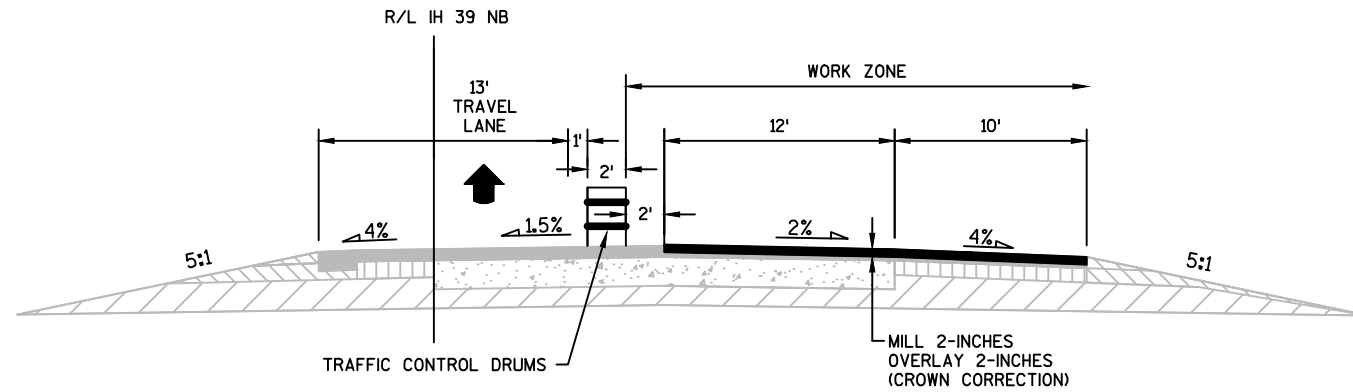 R/L IH 39 NB
WORK ZONE
13'
TRAVEL
LANE
1'
12'
10'
2'
2'
4%
1.5%
2%
4%
5:1
5:1
TRAFFIC CONTROL DRUMS
MILL 2-INCHES
OVERLAY 2-INCHES
(CROWN CORRECTION)